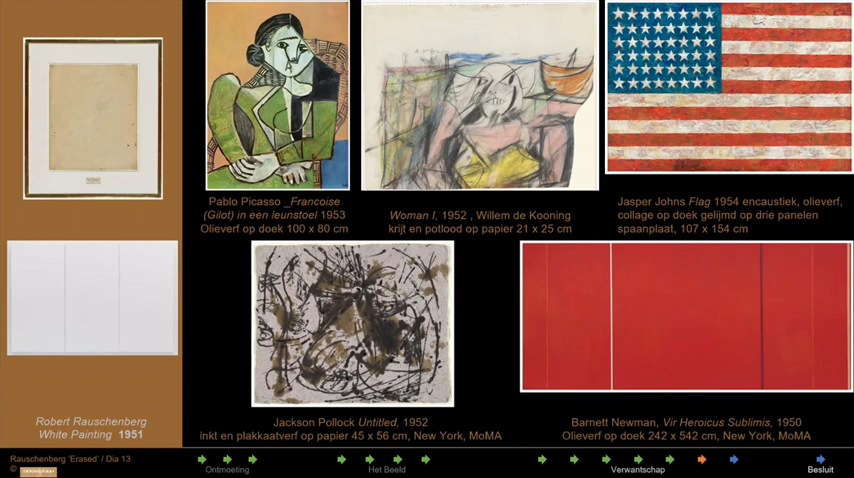 Pablo Picasso _Francoise
(Gilot) in een leunstoel 1953
Olieverf op doek 100 x 80 cm
Woman I, 1952 , Willem de Kooning
krijt en potlood op papier 21 x 25 cm
Jasper Johns Flag 1954 encaustiek, olieverf,
collage op doek gelijmd op drie panelen
spaanplaat, 107 x 154 cm
Robert Rauschenberg
White Painting 1951
Jackson Pollock Untitled, 1952
inkt en plakkaatverf op papier 45 x 56 cm, New York, MoMA
Barnett Newman, Vir Heroicus Sublimis, 1950
Olieverf op doek 242 x 542 cm, New York, MoMA
Rauschenberg 'Erased' / Dia 13
©
Ontmoeting
Het Beeld
Verwantschap
Besluit